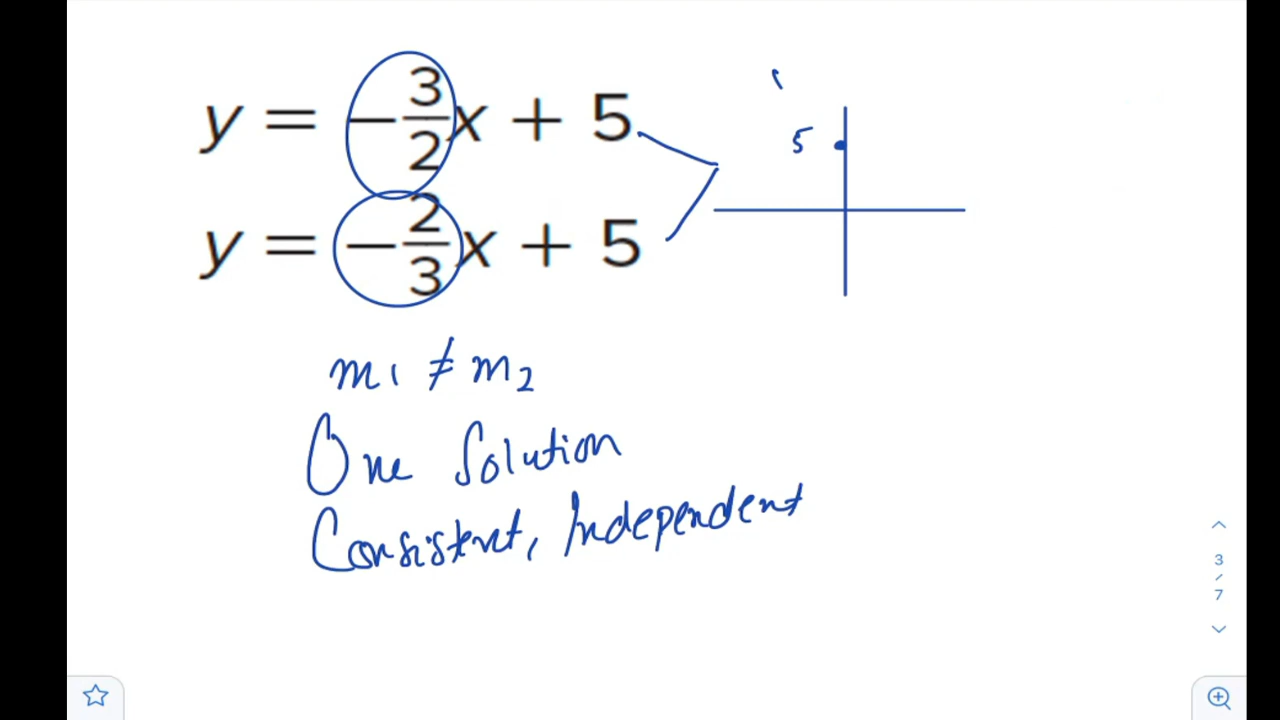 y = -3/2x + 5
5
y = -2/3x + 5
m1 ≠ m2
One Solution
Consistent, Independent
3
/
7